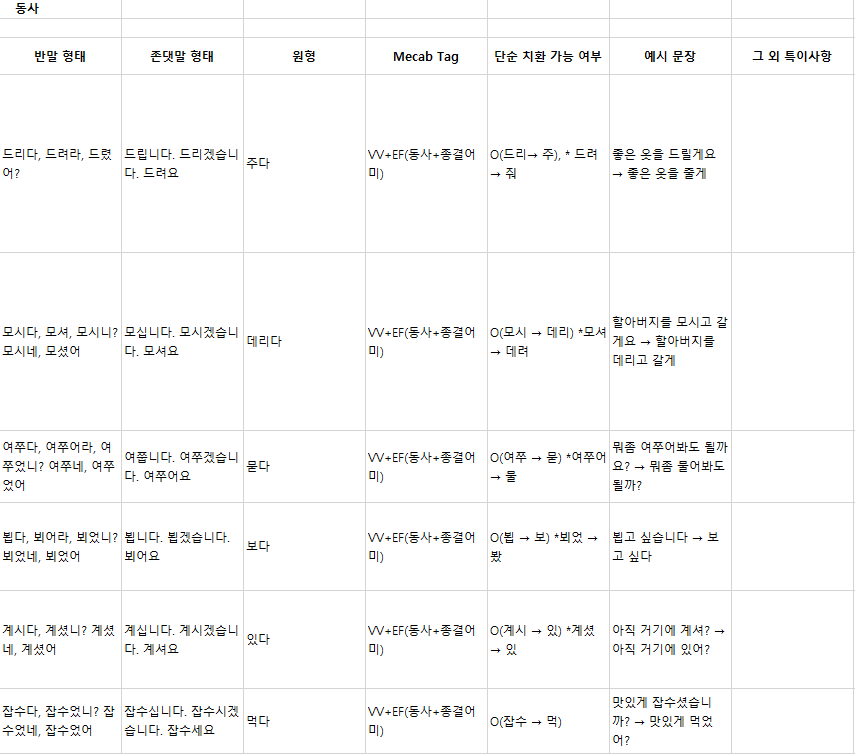 동사
반말 형태 존댓말 형태 원형 Mecab Tag 단순 치환 가능 여부 예시 문장 그 외 특이사항
드리다, 드려라, 드렸
어?
드립니다. 드리겠습니
다. 드려요
주다
VV+EF(동사+종결어
미)
O(드리→ 주), * 드려
→ 줘
좋은 옷을 드릴게요
→ 좋은 옷을 줄게
모시다, 모셔, 모시니?
모시네, 모셨어
모십니다. 모시겠습니
다. 모셔요
데리다
VV+EF(동사+종결어
미)
O(모시 → 데리) *모셔
→ 데려
할아버지를 모시고 갈
게요 → 할아버지를
데리고 갈게
여쭈다, 여쭈어라, 여
쭈었니? 여쭈네, 여쭈
었어
여쭙니다. 여쭈겠습니
다. 여쭈어요
묻다
VV+EF(동사+종결어
미)
O(여쭈 → 묻) *여쭈어
→ 물
뭐좀 여쭈어봐도 될까
요? → 뭐좀 물어봐도
될까?
뵙다, 뵈어라, 뵈었니?
뵈었네, 뵈었어
뵙니다. 뵙겠습니다.
뵈어요
보다
VV+EF(동사+종결어
미)
O(뵙 → 보) *뵈었 →
봤
뵙고 싶습니다 → 보
고 싶다
계시다, 계셨니? 계셨
네, 계셨어
계십니다. 계시겠습니
다. 계셔요
있다
VV+EF(동사+종결어
미)
O(계시 → 있) *계셨
→ 있
아직 거기에 계셔? →
아직 거기에 있어?
잡수다, 잡수었니? 잡
수었네, 잡수었어
잡수십니다. 잡수시겠
습니다. 잡수세요
먹다
VV+EF(동사+종결어
미)
O(잡수 → 먹)
맛있게 잡수셨습니
까? → 맛있게 먹었
어?